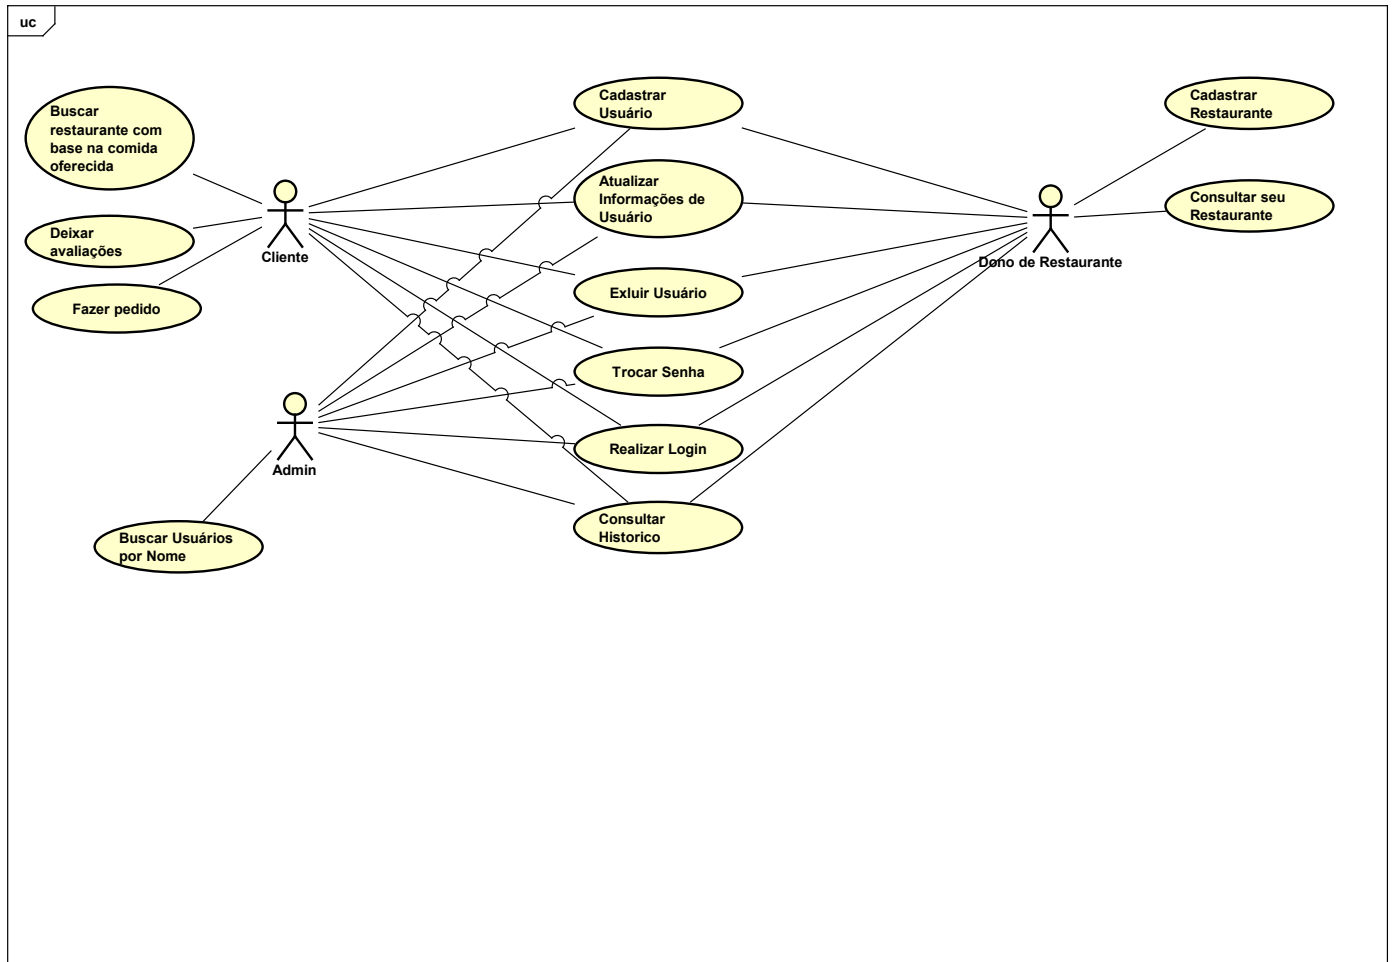 uc
Buscar
restaurante com
base na comida
oferecida
Deixar
avaliações
Fazer pedido
Cliente
Admin
Buscar Usuários
por Nome
Cadastrar
Usuário
Atualizar
Informações de
Usuário
Exluir Usuário
Trocar Senha
Realizar Login
Consultar
Historico
Dono de Restaurante
Cadastrar
Restaurante
Consultar seu
Restaurante